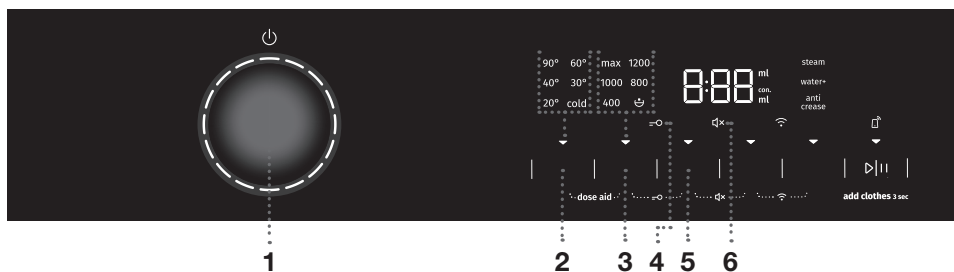 90° 60° max 1200
40° 30° 1000 800
20° cold 400
8:88 ml
con.
ml
steam
water+
anti
crease
dose aid
add clothes 3 sec
1 2 3 4 5 6